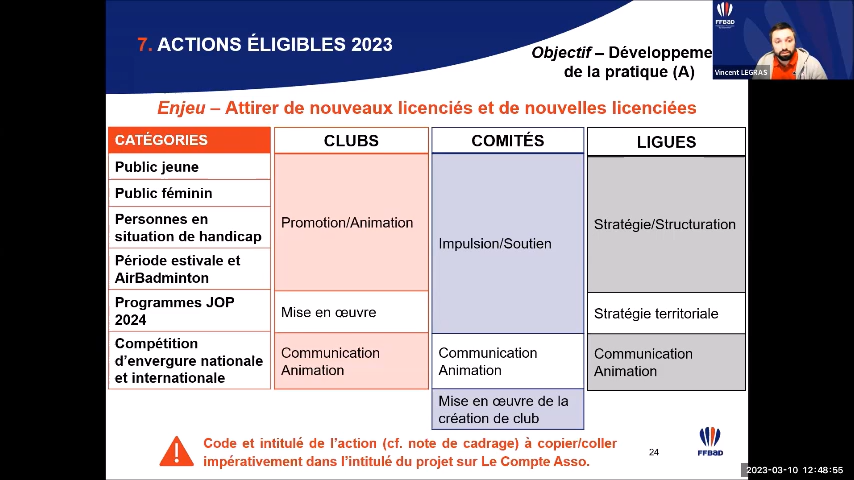 7. ACTIONS ÉLIGIBLES 2023
Objectif – Développeme
de la pratique (A)
FFBaD
Vincent LEGRAS
Enjeu – Attirer de nouveaux licenciés et de nouvelles licenciées
CATÉGORIES
CLUBS
COMITÉS
LIGUES
Public jeune
Public féminin
Personnes en
situation de handicap
Période estivale et
AirBadminton
Programmes JOP
2024
Compétition
d'envergure nationale
et internationale
Promotion/Animation
Mise en œuvre
Communication
Animation
Impulsion/Soutien
Communication
Animation
Mise en œuvre de la
création de club
Stratégie/Structuration
Stratégie territoriale
Communication
Animation
Code et intitulé de l'action (cf. note de cadrage) à copier/coller
impérativement dans l'intitulé du projet sur Le Compte Asso.
24
FFBaD
2023-03-10 12:48:55